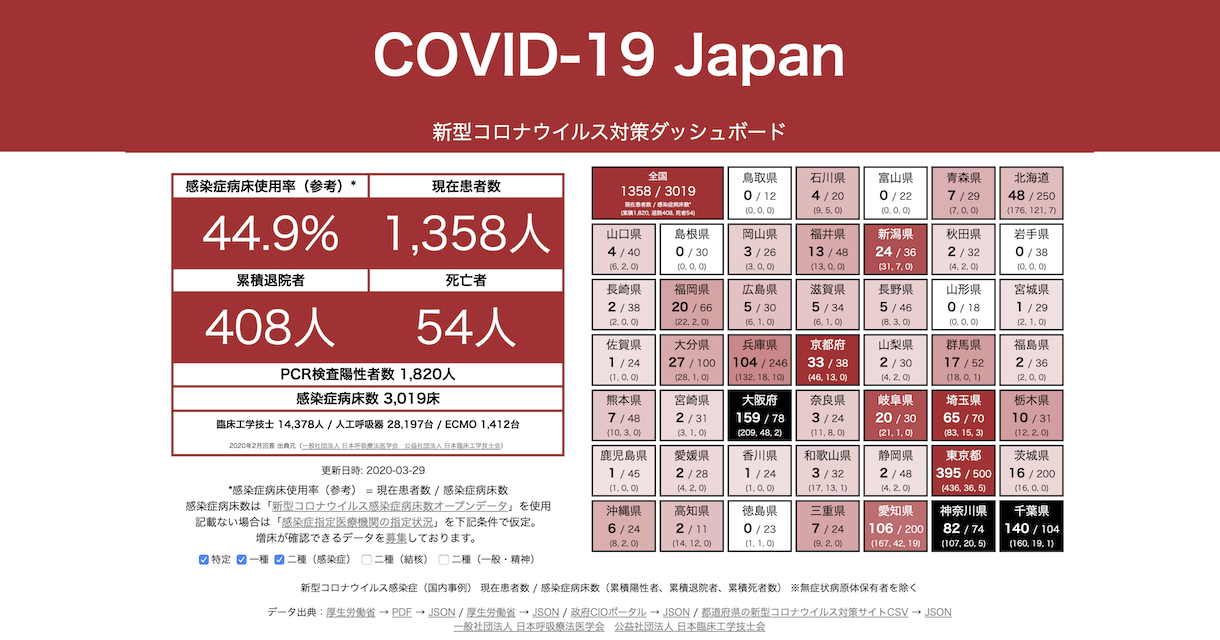 COVID-19 Japan
新型コロナウイルス対策ダッシュボード
感染症病床使用率（参考）* 現在患者数
44.9% 1,358人
累積退院者 死亡者
408人 54人
PCR検査陽性者数 1,820人
感染症病床数 3,019床
臨床工学技士 14,378人 / 人工呼吸器 28,197台 / ECMO 1,412台
2020年2月回答 出典元（一般社団法人 日本呼吸療法医学会　公益社団法人 日本臨床工学技士会）
更新日時: 2020-03-29
*感染症病床使用率（参考） = 現在患者数 / 感染症病床数
感染症病床数は「新型コロナウイルス感染症病床数オープンデータ」を使用
記載ない場合は「感染症指定医療機関の指定状況」を下記条件で仮定。
増床が確認できるデータを募集しております。
特定 一種 二種（感染症） 二種（結核） 二種（一般・精神）
全国
1358 / 3019
現在患者数 / 感染症病床数*
(累積1,820, 退院408, 死者54)
鳥取県 石川県 富山県 青森県 北海道
0 / 12 4 / 20 0 / 22 7 / 29 48 / 250
(0, 0, 0) (9, 5, 0) (0, 0, 0) (7, 0, 0) (176, 121, 7)
山口県 島根県 岡山県 福井県 新潟県 秋田県 岩手県
4 / 40 0 / 30 3 / 26 13 / 48 24 / 36 2 / 32 0 / 38
(6, 2, 0) (0, 0, 0) (3, 0, 0) (13, 0, 0) (31, 7, 0) (4, 2, 0) (0, 0, 0)
長崎県 福岡県 広島県 滋賀県 長野県 山形県 宮城県
2 / 38 20 / 66 5 / 30 5 / 34 5 / 46 0 / 18 1 / 29
(2, 0, 0) (22, 2, 0) (6, 1, 0) (6, 1, 0) (8, 3, 0) (0, 0, 0) (2, 1, 0)
佐賀県 大分県 兵庫県 京都府 山梨県 群馬県 福島県
1 / 24 27 / 100 104 / 246 33 / 38 2 / 30 17 / 52 2 / 36
(1, 0, 0) (28, 1, 0) (132, 18, 10) (46, 13, 0) (4, 2, 0) (18, 0, 1) (2, 0, 0)
熊本県 宮崎県 大阪府 奈良県 岐阜県 埼玉県 栃木県
7 / 48 2 / 31 159 / 78 3 / 24 20 / 30 65 / 70 10 / 31
(10, 3, 0) (3, 1, 0) (209, 48, 2) (11, 8, 0) (21, 1, 0) (83, 15, 3) (12, 2, 0)
鹿児島県 愛媛県 香川県 和歌山県 静岡県 東京都 茨城県
1 / 45 2 / 28 1 / 24 3 / 32 2 / 48 395 / 500 16 / 200
(1, 0, 0) (4, 2, 0) (1, 0, 0) (17, 13, 1) (4, 2, 0) (436, 36, 5) (16, 0, 0)
沖縄県 高知県 徳島県 三重県 愛知県 神奈川県 千葉県
6 / 24 2 / 11 0 / 23 7 / 24 106 / 200 82 / 74 140 / 104
(8, 2, 0) (14, 12, 0) (1, 1, 0) (9, 2, 0) (167, 42, 19) (107, 20, 5) (160, 19, 1)
新型コロナウイルス感染症（国内事例） 現在患者数 / 感染症病床数（累積陽性者、累積退院者、累積死者数） ※無症状病原体保有者を除く
データ出典：厚生労働省 → PDF → JSON / 厚生労働省 → JSON / 政府CIOポータル → JSON / 都道府県の新型コロナウイルス対策サイトCSV → JSON
一般社団法人 日本呼吸療法医学会　公益社団法人 日本臨床工学技士会